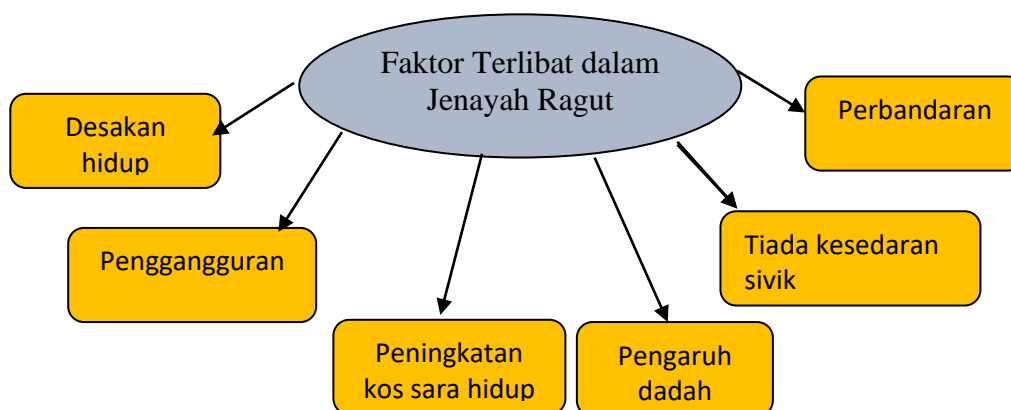 Faktor Terlibat dalam
Jenayah Ragut
Desakan
hidup
Perbandaran
Pengangguran
Tiada kesedaran
sivik
Peningkatan
kos sara hidup
Pengaruh
dadah